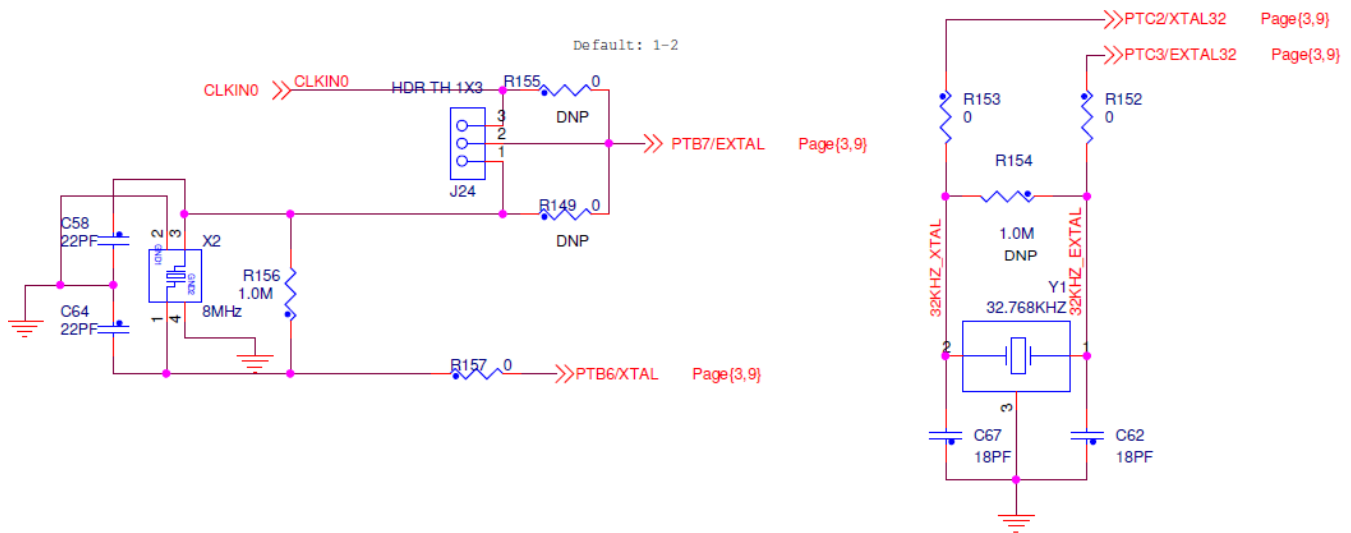 Default: 1-2
CLKIN0
CLKIN0
HDR TH 1X3
R155
0
DNP
3
2
1
J24
PTB7/EXTAL
Page{3,9}
R149
0
DNP
C58
22PF
C64
22PF
2
3
GND1
GND2
X2
8MHz
1
4
R156
1.0M
R157
0
PTB6/XTAL
Page{3,9}
PTC2/XTAL32
Page{3,9}
PTC3/EXTAL32
Page{3,9}
R153
0
R152
0
R154
1.0M
DNP
32KHZ_XTAL
32KHZ_EXTAL
Y1
32.768KHZ
2
1
3
C67
18PF
C62
18PF